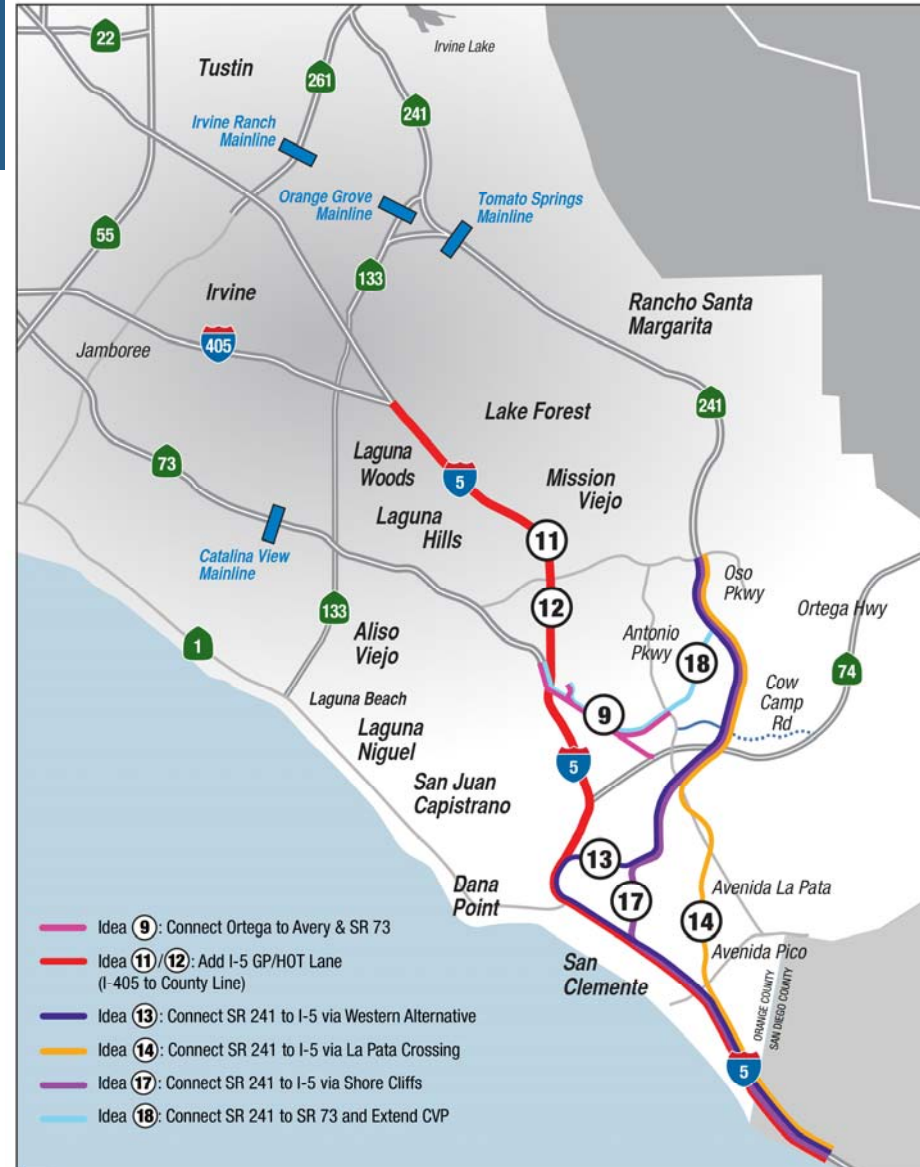 22
Tustin
Irvine Lake
261
241
Irvine Ranch
Mainline
Orange Grove
Mainline
Tomato Springs
Mainline
55
133
Irvine
Rancho Santa
Margarita
Jamboree
405
241
Lake Forest
73
Laguna
Woods
5
Mission
Viejo
Laguna
Hills
11
Catalina View
Mainline
12
Oso
Pkwy
Ortega Hwy
133
Aliso
Viejo
Antonio
Pkwy
18
1
74
Cow
Camp
Rd
Laguna Beach
9
Laguna
Niguel
5
San Juan
Capistrano
13
Dana
Point
17
Avenida La Pata
14
Avenida Pico
San
Clemente
ORANGE COUNTY
SAN DIEGO COUNTY
5
Idea 9: Connect Ortega to Avery & SR 73
Idea 11/12: Add I-5 GP/HOT Lane
(I-405 to County Line)
Idea 13: Connect SR 241 to I-5 via Western Alternative
Idea 14: Connect SR 241 to I-5 via La Pata Crossing
Idea 17: Connect SR 241 to I-5 via Shore Cliffs
Idea 18: Connect SR 241 to SR 73 and Extend CVP